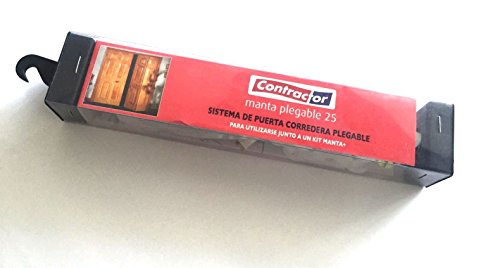 Contractor
manta plegable 25
SISTEMA DE PUERTA CORREDERA PLEGABLE
PARA UTILIZARSE JUNTO A UN KIT MANTA+